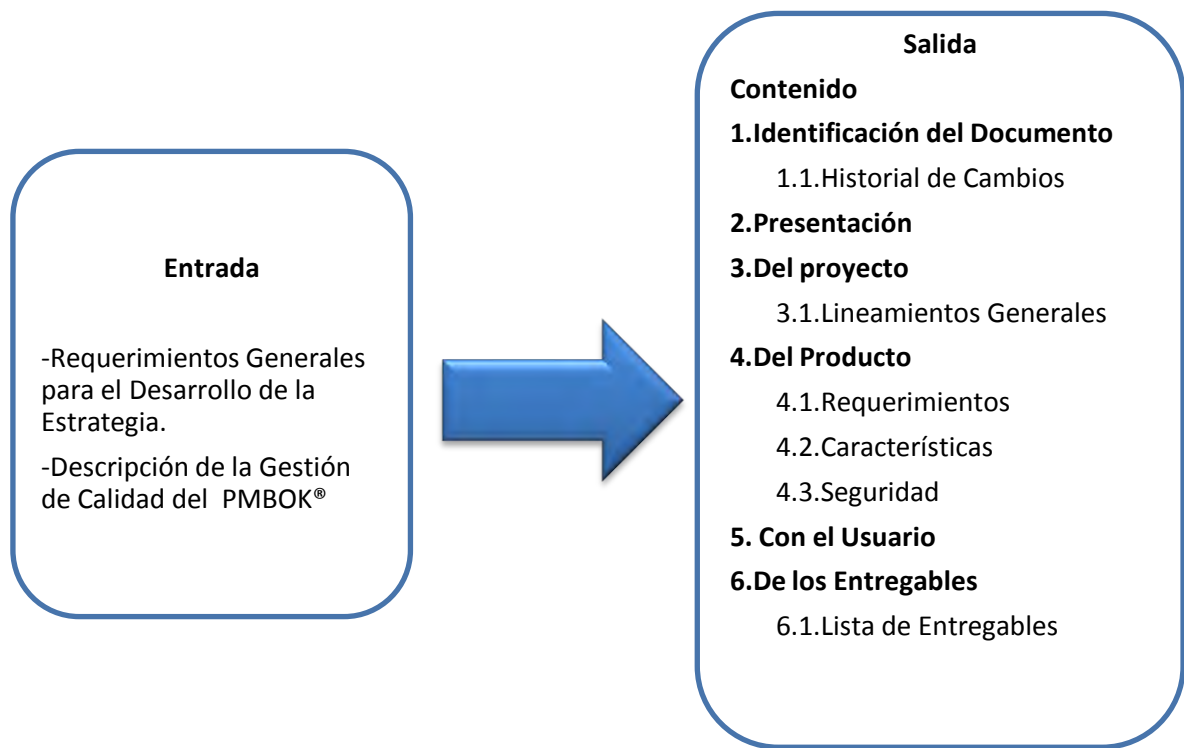 Entrada
-Requerimientos Generales
para el Desarrollo de la
Estrategia.
-Descripción de la Gestión
de Calidad del PMBOK®
Salida
Contenido
1.Identificación del Documento
1.1.Historial de Cambios
2.Presentación
3.Del proyecto
3.1.Lineamientos Generales
4.Del Producto
4.1.Requerimientos
4.2.Características
4.3.Seguridad
5. Con el Usuario
6.De los Entregables
6.1.Lista de Entregables